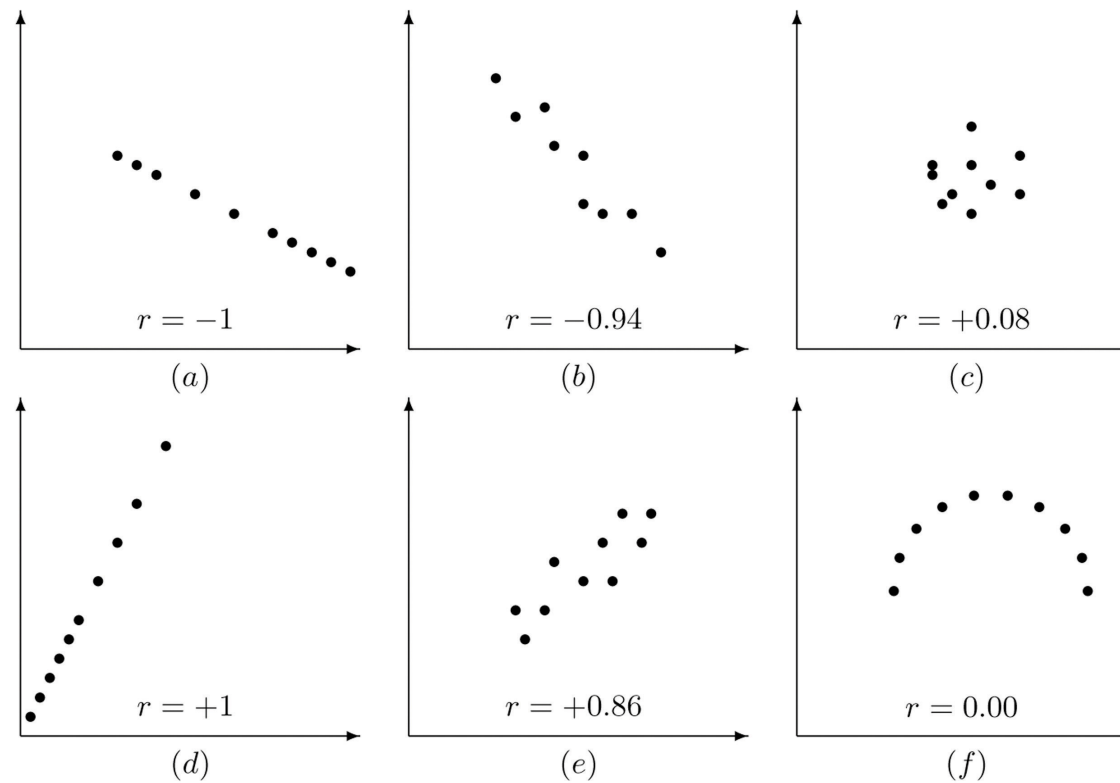 r = −1
r = −0.94
r = +0.08
(a)
(b)
(c)
r = +1
r = +0.86
r = 0.00
(d)
(e)
(f)